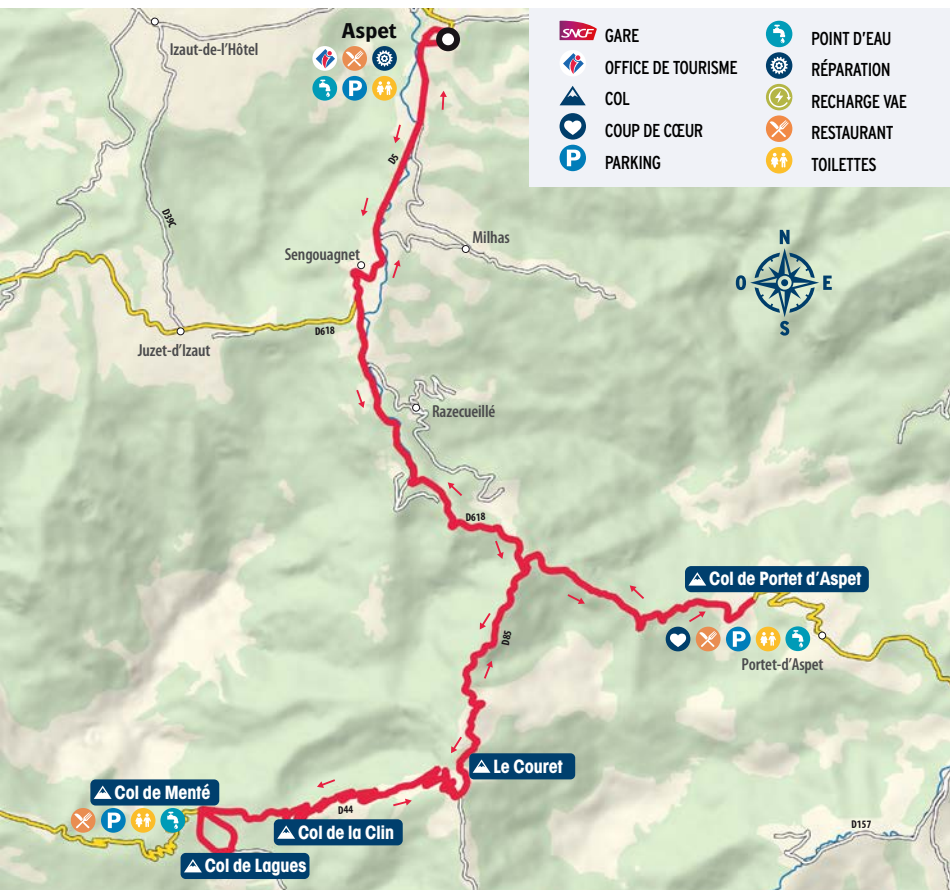 Aspet
Izaut-de-l'Hôtel
SNCF GARE
OFFICE DE TOURISME
COL
COUP DE CŒUR
P PARKING
POINT D'EAU
RÉPARATION
RECHARGE VAE
RESTAURANT
TOILETTES
P
D5
D39C
Milhas
Sengouagnet
N
O E
S
D618
Juzet-d'Izaut
Razecueillé
D618
Col de Portet d'Aspet
P
Portet-d'Aspet
D85
Le Couret
Col de Menté
P
D44
Col de la Clin
D157
Col de Lagues